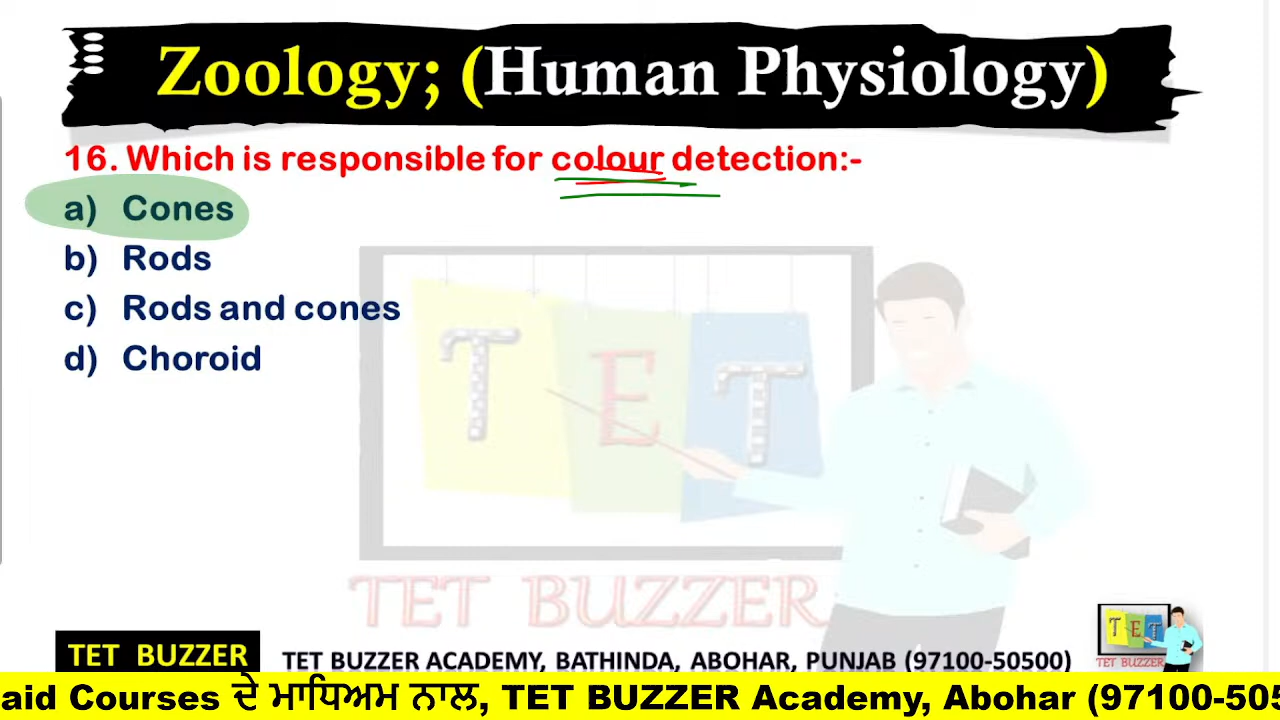 Zoology; (Human Physiology)
16. Which is responsible for colour detection:-
a) Cones
b) Rods
c) Rods and cones
d) Choroid
T E T
TET BUZZER
TET BUZZER
TET BUZZER ACADEMY, BATHINDA, ABOHAR, PUNJAB (97100-50500)
T E T
TET BUZZER
aid Courses ਦੇ ਮਾਧਿਅਮ ਨਾਲ, TET BUZZER Academy, Abohar (97100-505